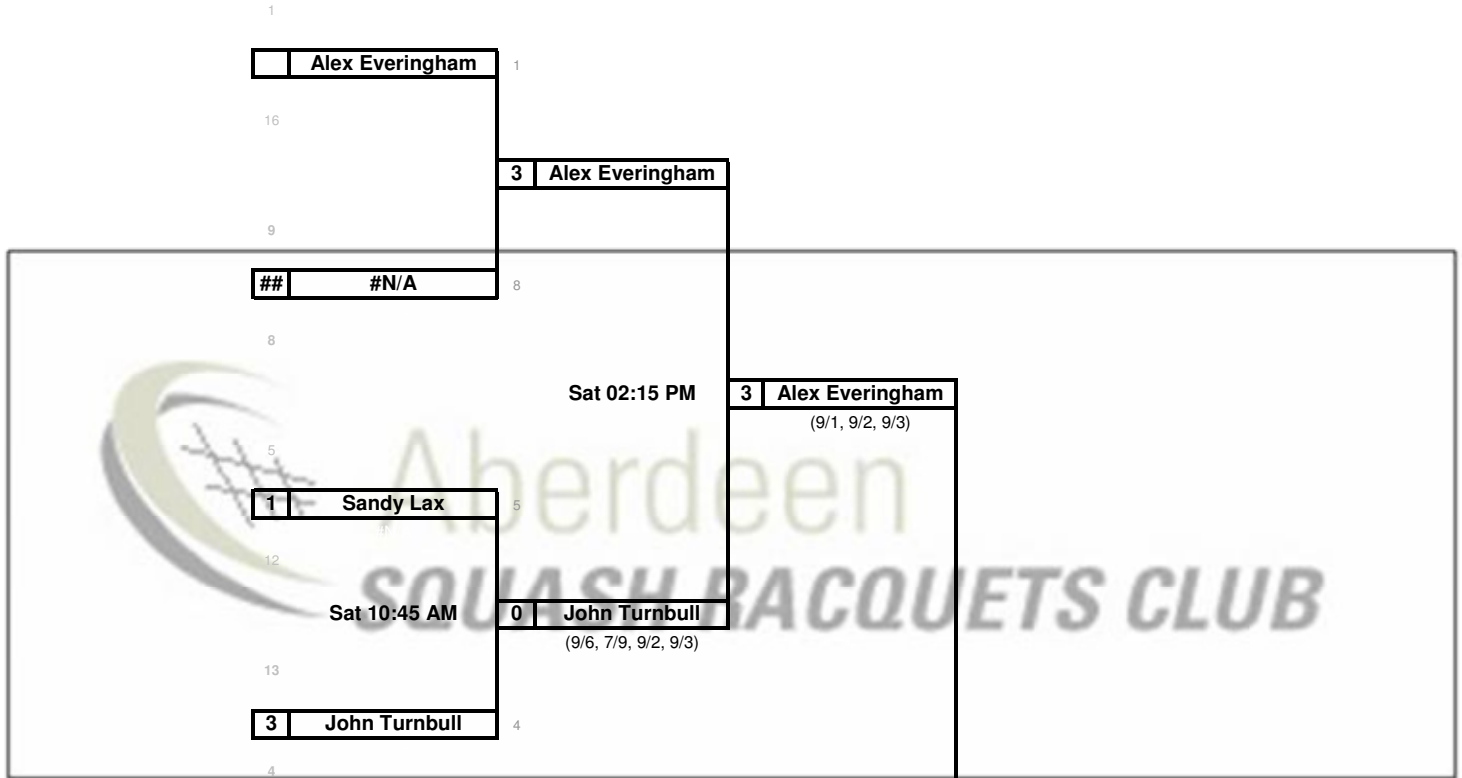 1
Alex Everingham
1
16
3 Alex Everingham
9
## #N/A
8
8
Sat 02:15 PM
3 Alex Everingham
(9/1, 9/2, 9/3)
Aberdeen
5
1 Sandy Lax
5
12
SQUASH RACQUETS CLUB
Sat 10:45 AM
0 John Turnbull
(9/6, 7/9, 9/2, 9/3)
13
3 John Turnbull
4
4